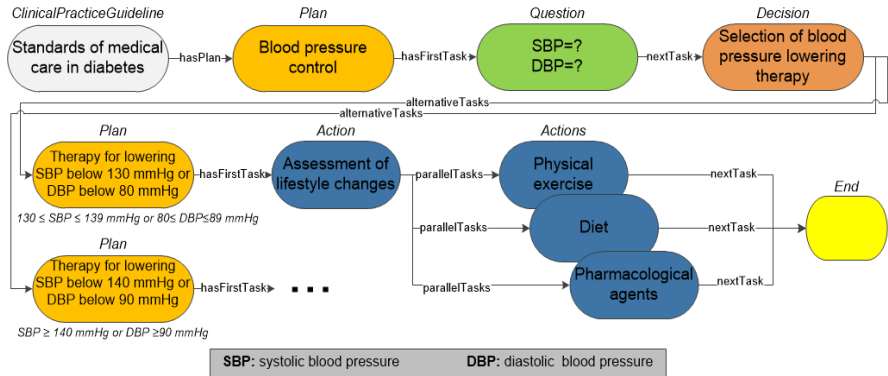 ClinicalPracticeGuideline
Plan
Question
Decision
Standards of medical
care in diabetes
hasPlan
Blood pressure
control
hasFirstTask
SBP=?
DBP=?
nextTask
Selection of blood
pressure lowering
therapy
alternativeTasks
alternativeTasks
Plan
Action
Actions
End
Therapy for lowering
SBP below 130 mmHg or
DBP below 80 mmHg
hasFirstTask
Assessment of
lifestyle changes
parallelTasks
Physical
exercise
nextTask
130 ≤ SBP ≤ 139 mmHg or 80≤ DBP≤89 mmHg
parallelTasks
Diet
nextTask
Plan
Therapy for lowering
SBP below 140 mmHg or
DBP below 90 mmHg
hasFirstTask
...
parallelTasks
Pharmacological
agents
nextTask
SBP ≥ 140 mmHg or DBP ≥90 mmHg
SBP: systolic blood pressure
DBP: diastolic blood pressure